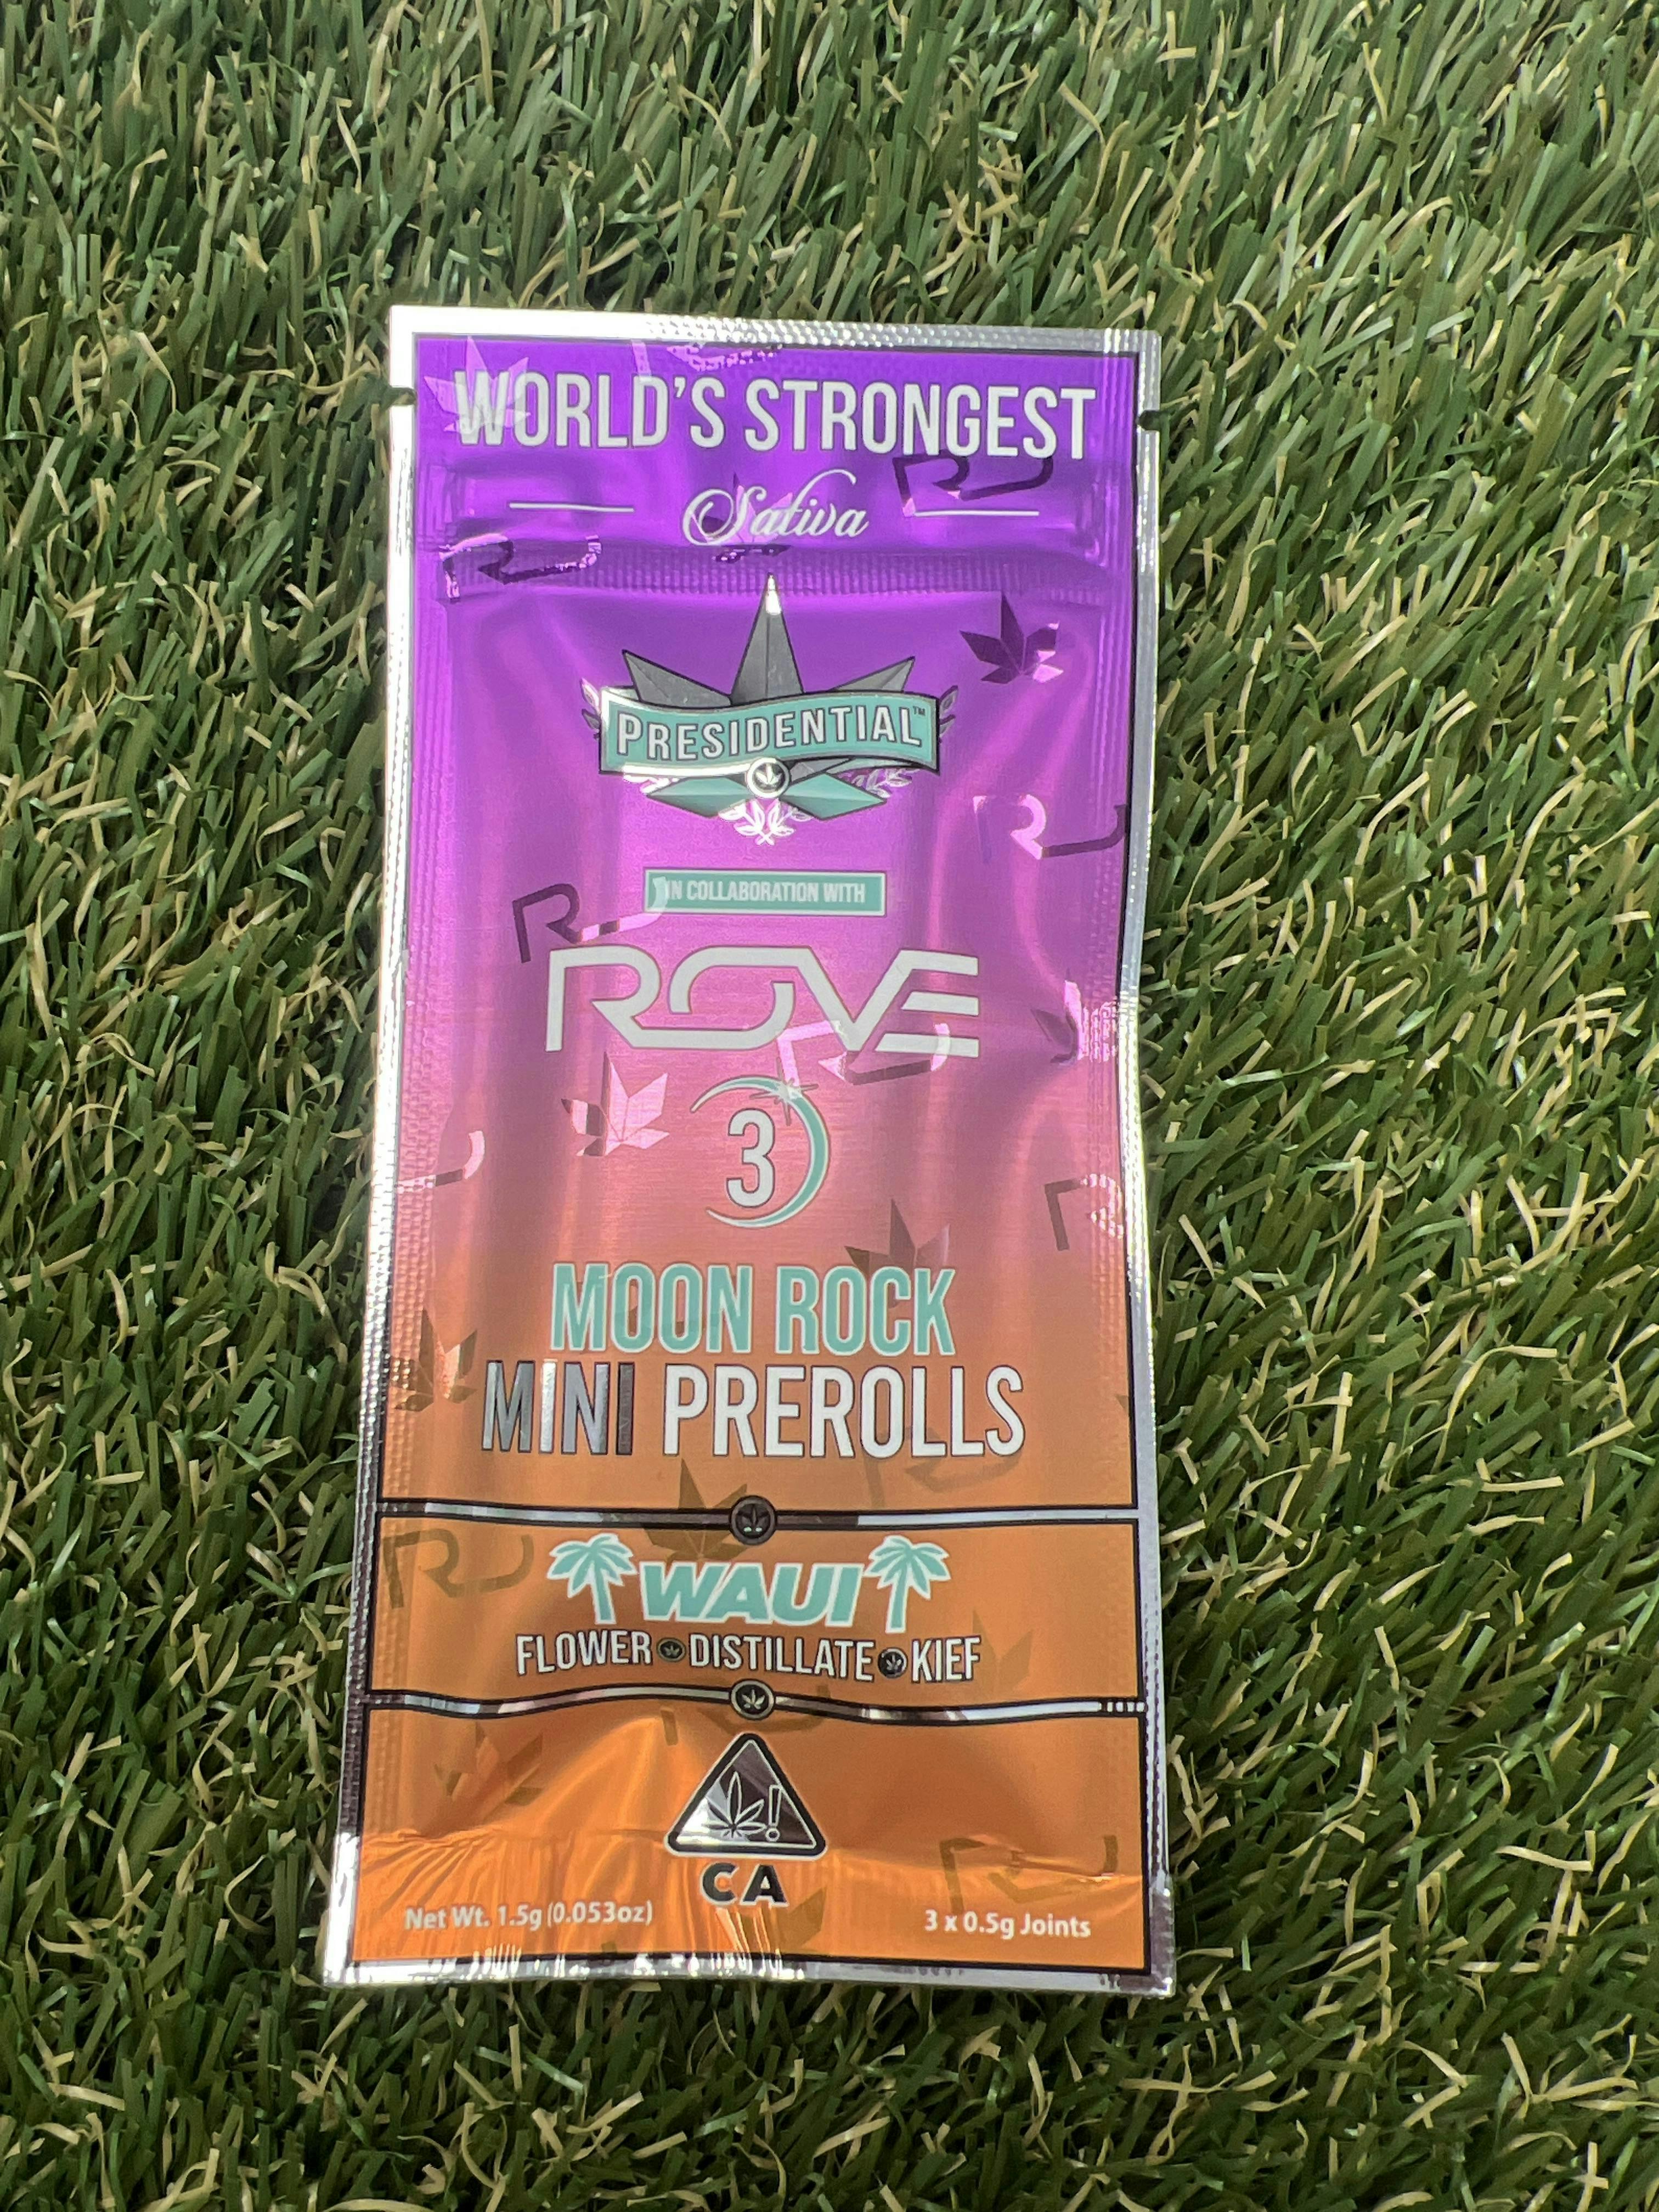 WORLD'S STRONGEST
Sativa
PRESIDENTIAL™
IN COLLABORATION WITH
ROVE
3
MOON ROCK
MINI PREROLLS
WAUI
FLOWER DISTILLATE KIEF
CA
Net Wt. 1.5g (0.053oz)
3 x 0.5g Joints